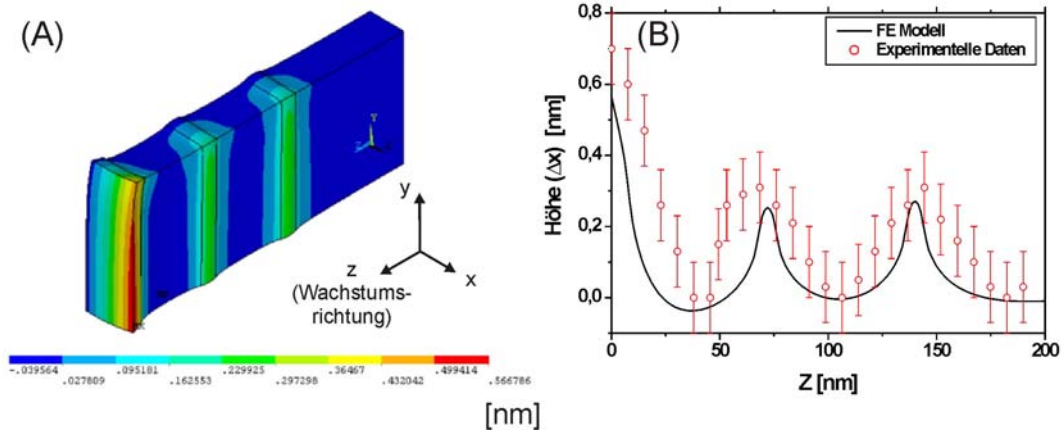 (A)
Y
y
z
x
(Wachstums-
richtung)
-.039564 .095181 .229925 .36467 .499414
.027809 .162553 .297298 .432042 .566786
[nm]
(B)
FE Modell
Experimentelle Daten
Höhe (Δx) [nm]
0,8
0,6
0,4
0,2
0,0
0 50 100 150 200
Z [nm]